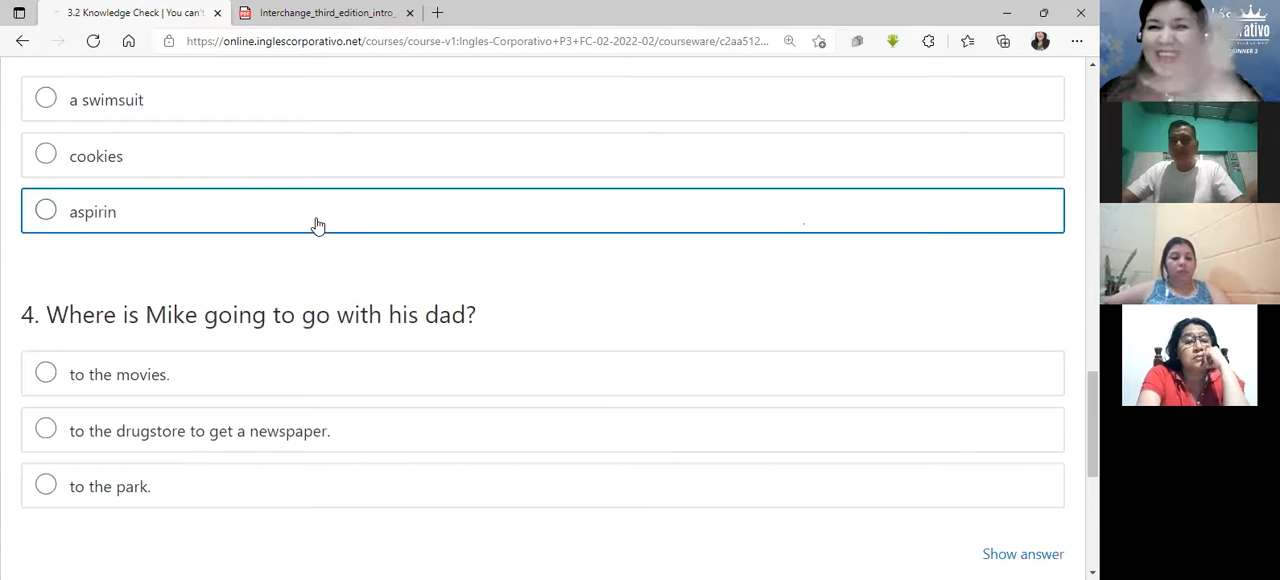 3.2 Knowledge Check | You can't
Interchange_third_edition_intro_
https://online.inglescorporativo.net/courses/course-v1:Ingles-Corporativo+P3+FC-02-2022-02/courseware/c2aa512...
a swimsuit
cookies
aspirin
4. Where is Mike going to go with his dad?
to the movies.
to the drugstore to get a newspaper.
to the park.
Show answer